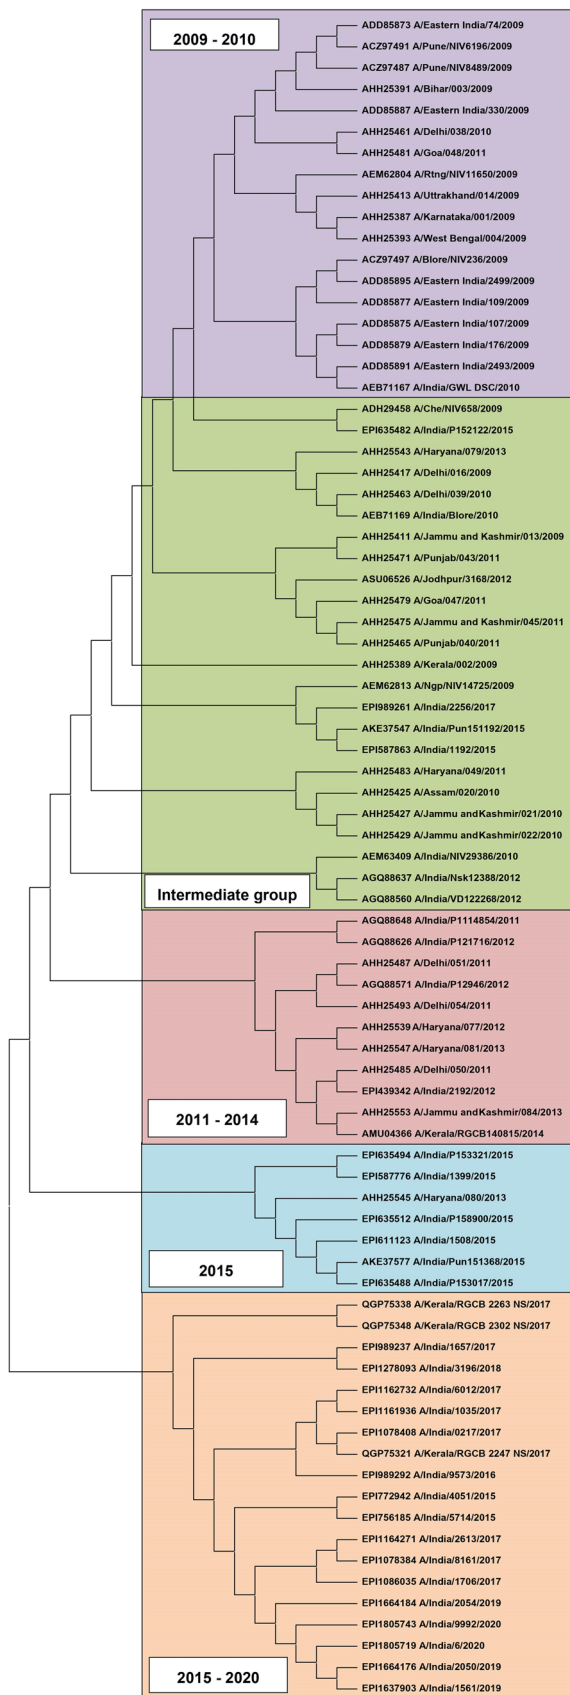 2009 - 2010
ADD85873 A/Eastern India/74/2009
ACZ97491 A/Pune/NIV6196/2009
ACZ97487 A/Pune/NIV8489/2009
AHH25391 A/Bihar/003/2009
ADD85887 A/Eastern India/330/2009
AHH25461 A/Delhi/038/2010
AHH25481 A/Goa/048/2011
AEM62804 A/Rtng/NIV11650/2009
AHH25413 A/Uttrakhand/014/2009
AHH25387 A/Karnataka/001/2009
AHH25393 A/West Bengal/004/2009
ACZ97497 A/Blore/NIV236/2009
ADD85895 A/Eastern India/2499/2009
ADD85877 A/Eastern India/109/2009
ADD85875 A/Eastern India/107/2009
ADD85879 A/Eastern India/176/2009
ADD85891 A/Eastern India/2493/2009
AEB71167 A/India/GWL DSC/2010
ADH29458 A/Che/NIV658/2009
EPI635482 A/India/P152122/2015
AHH25543 A/Haryana/079/2013
AHH25417 A/Delhi/016/2009
AHH25463 A/Delhi/039/2010
AEB71169 A/India/Blore/2010
AHH25411 A/Jammu and Kashmir/013/2009
AHH25471 A/Punjab/043/2011
ASU06526 A/Jodhpur/3168/2012
AHH25479 A/Goa/047/2011
AHH25475 A/Jammu and Kashmir/045/2011
AHH25465 A/Punjab/040/2011
AHH25389 A/Kerala/002/2009
AEM62813 A/Ngp/NIV14725/2009
EPI989261 A/India/2256/2017
AKE37547 A/India/Pun151192/2015
EPI587863 A/India/1192/2015
AHH25483 A/Haryana/049/2011
AHH25425 A/Assam/020/2010
AHH25427 A/Jammu and Kashmir/021/2010
AHH25429 A/Jammu and Kashmir/022/2010
AEM63409 A/India/NIV29386/2010
AGQ88637 A/India/Nsk12388/2012
Intermediate group
AGQ88560 A/India/VD122268/2012
AGQ88648 A/India/P1114854/2011
AGQ88626 A/India/P121716/2012
AHH25487 A/Delhi/051/2011
AGQ88571 A/India/P12946/2012
AHH25493 A/Delhi/054/2011
AHH25539 A/Haryana/077/2012
AHH25547 A/Haryana/081/2013
AHH25485 A/Delhi/050/2011
EPI439342 A/India/2192/2012
AHH25553 A/Jammu and Kashmir/084/2013
2011 - 2014
AMU04366 A/Kerala/RGCB140815/2014
EPI635494 A/India/P153321/2015
EPI587776 A/India/1399/2015
AHH25545 A/Haryana/080/2013
EPI635512 A/India/P158900/2015
EPI611123 A/India/1508/2015
AKE37577 A/India/Pun151368/2015
2015
EPI635488 A/India/P153017/2015
QGP75338 A/Kerala/RGCB 2263 NS/2017
QGP75348 A/Kerala/RGCB 2302 NS/2017
EPI989237 A/India/1657/2017
EPI1278093 A/India/3196/2018
EPI1162732 A/India/6012/2017
EPI1161936 A/India/1035/2017
EPI1078408 A/India/0217/2017
QGP75321 A/Kerala/RGCB 2247 NS/2017
EPI989292 A/India/9573/2016
EPI772942 A/India/4051/2015
EPI756185 A/India/5714/2015
EPI1164271 A/India/2613/2017
EPI1078384 A/India/8161/2017
EPI1086035 A/India/1706/2017
EPI1664184 A/India/2054/2019
EPI1805743 A/India/9992/2020
EPI1805719 A/India/6/2020
EPI1664176 A/India/2050/2019
2015 - 2020
EPI1637903 A/India/1561/2019